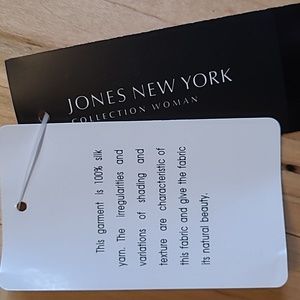 JONES NEW YORK
COLLECTION WOMAN
This garment is 100% silk
yarn. The irregularities and
variations of shading and
texture are characteristic of
this fabric and give the fabric
its natural beauty.